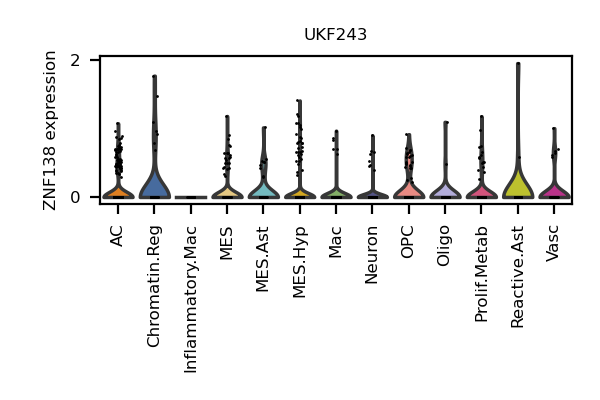 UKF243
ZNF138 expression
2
0
AC
Chromatin.Reg
Inflammatory.Mac
MES
MES.Ast
MES.Hyp
Mac
Neuron
OPC
Oligo
Prolif.Metab
Reactive.Ast
Vasc